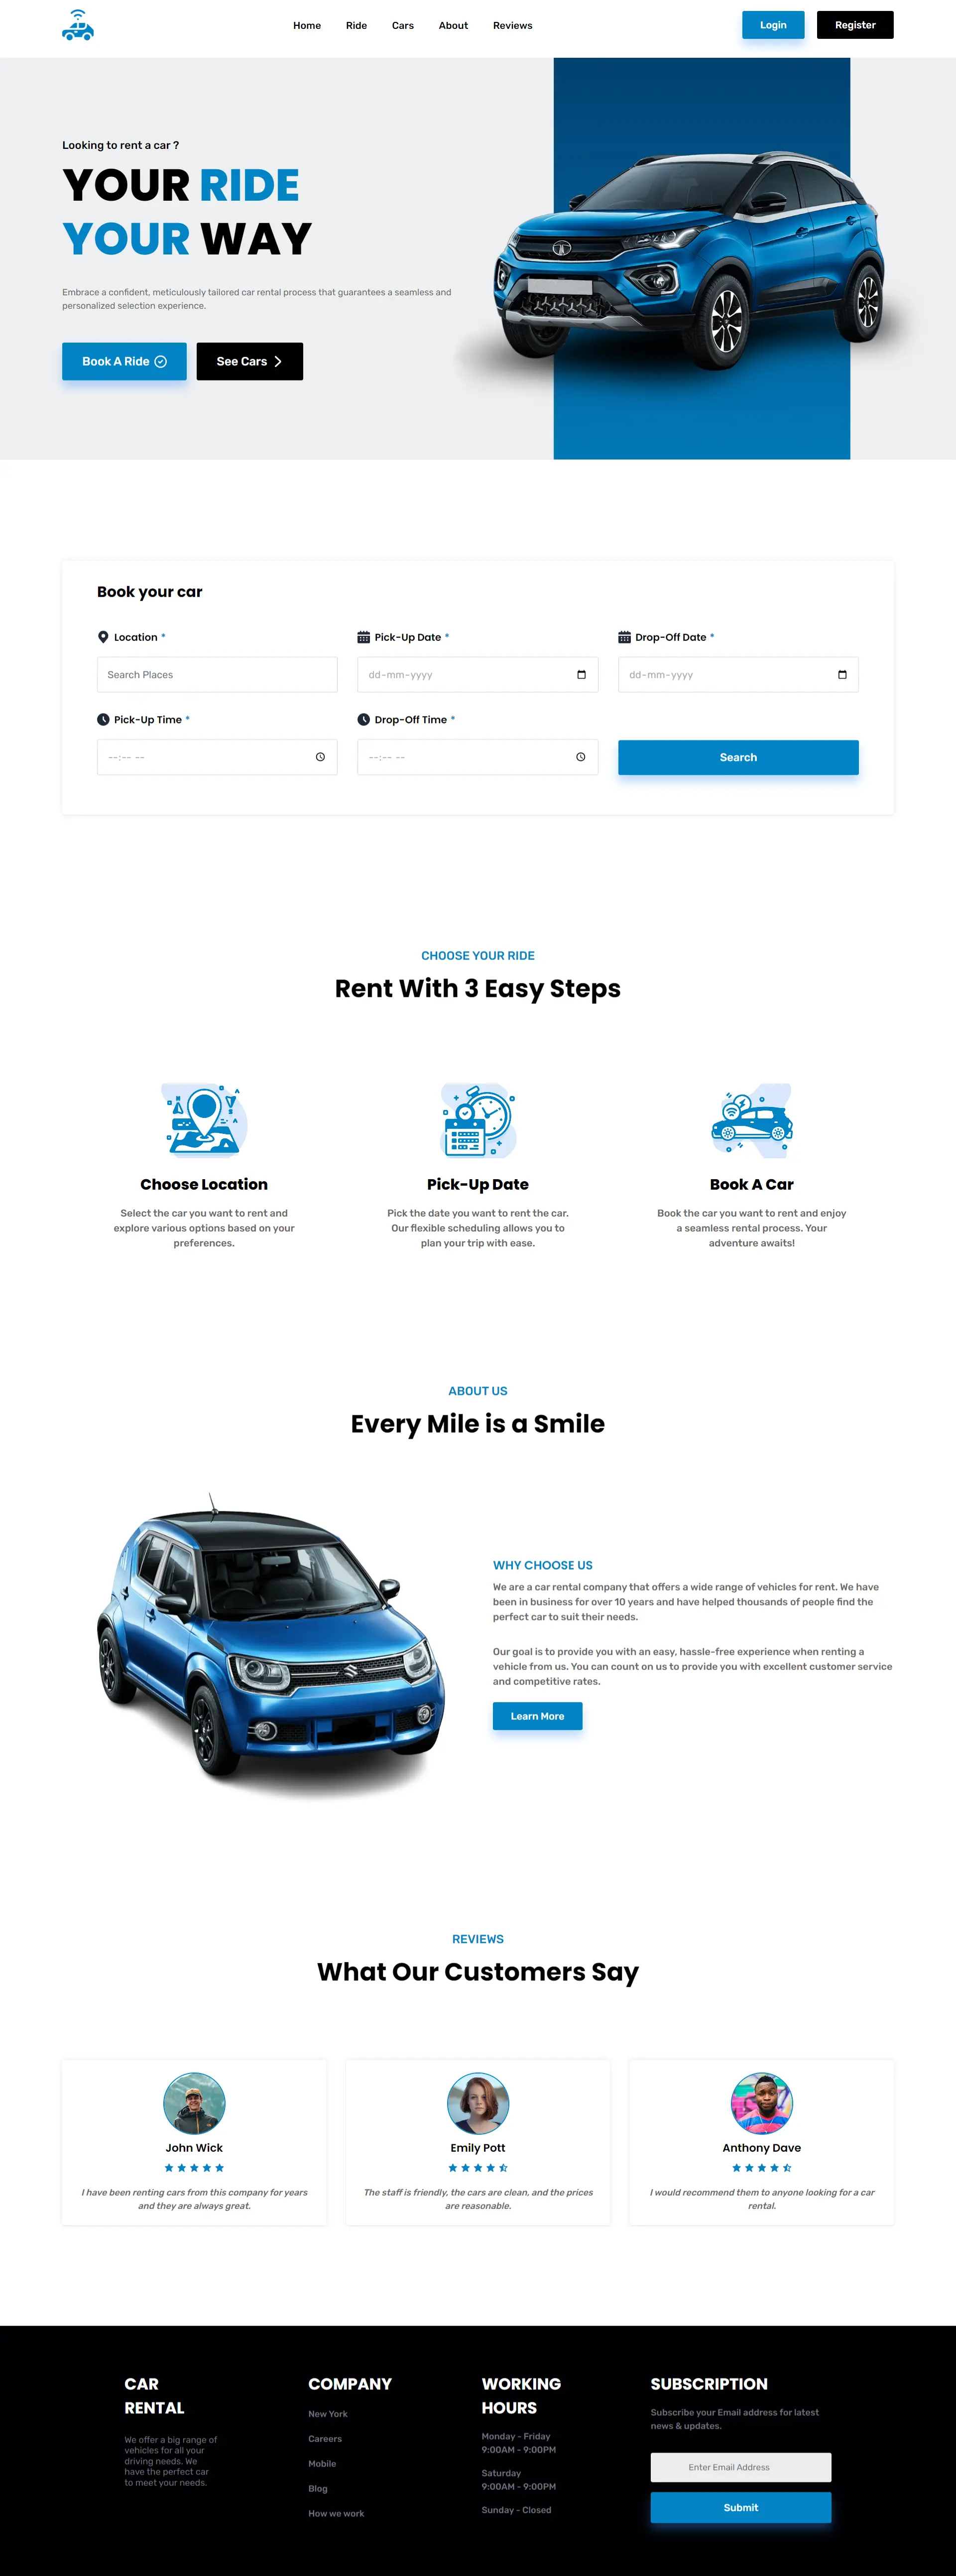 Home Ride Cars About Reviews Login Register
Looking to rent a car ?
YOUR RIDE
YOUR WAY
Embrace a confident, meticulously tailored car rental process that guarantees a seamless and
personalized selection experience.
Book A Ride See Cars
Book your car
Location * Pick-Up Date * Drop-Off Date *
Search Places dd-mm-yyyy dd-mm-yyyy
Pick-Up Time * Drop-Off Time *
--:-- -- --:-- -- Search
CHOOSE YOUR RIDE
Rent With 3 Easy Steps
Choose Location
Select the car you want to rent and
explore various options based on your
preferences.
Pick-Up Date
Pick the date you want to rent the car.
Our flexible scheduling allows you to
plan your trip with ease.
Book A Car
Book the car you want to rent and enjoy
a seamless rental process. Your
adventure awaits!
ABOUT US
Every Mile is a Smile
WHY CHOOSE US
We are a car rental company that offers a wide range of vehicles for rent. We have
been in business for over 10 years and have helped thousands of people find the
perfect car to suit their needs.
Our goal is to provide you with an easy, hassle-free experience when renting a
vehicle from us. You can count on us to provide you with excellent customer service
and competitive rates.
Learn More
REVIEWS
What Our Customers Say
John Wick
I have been renting cars from this company for years
and they are always great.
Emily Pott
The staff is friendly, the cars are clean, and the prices
are reasonable.
Anthony Dave
I would recommend them to anyone looking for a car
rental.
CAR
RENTAL
We offer a big range of
vehicles for all your
driving needs. We
have the perfect car
to meet your needs.
COMPANY
New York
Careers
Mobile
Blog
How we work
WORKING
HOURS
Monday - Friday
9:00AM - 9:00PM
Saturday
9:00AM - 9:00PM
Sunday - Closed
SUBSCRIPTION
Subscribe your Email address for latest
news & updates.
Enter Email Address
Submit